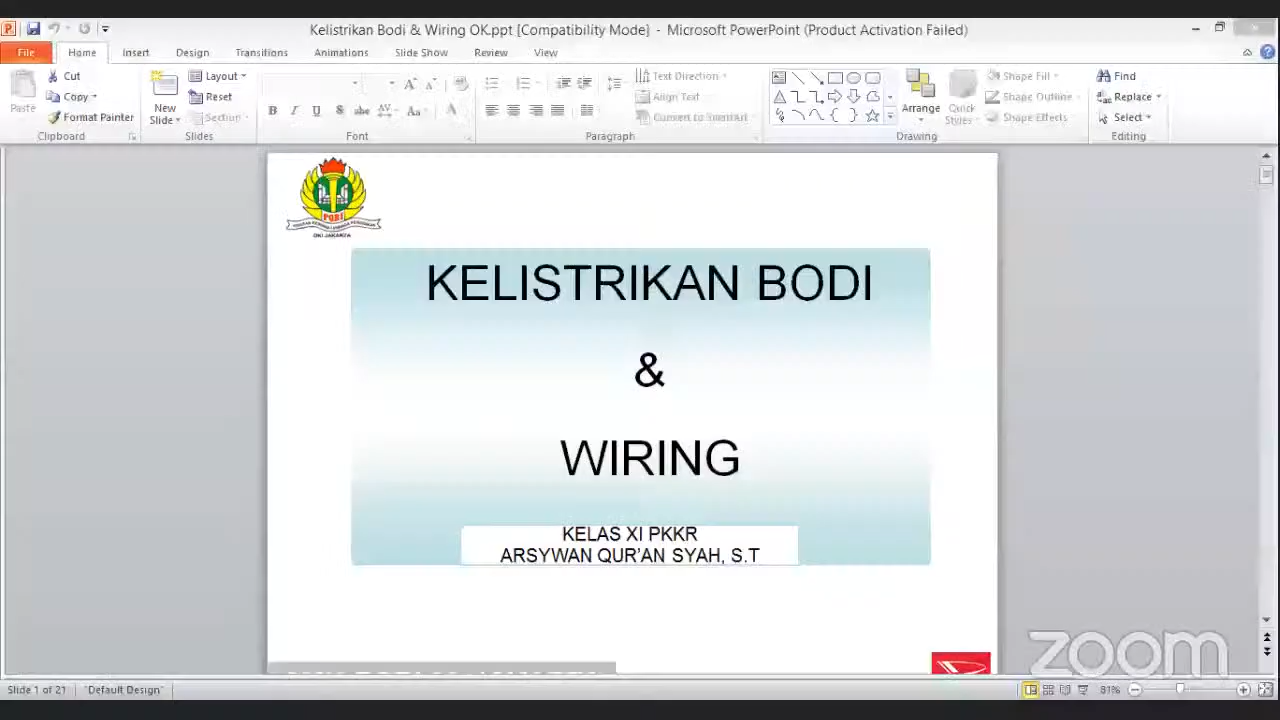 Kelistrikan Bodi & Wiring OK.ppt [Compatibility Mode] - Microsoft PowerPoint (Product Activation Failed)
File Home Insert Design Transitions Animations Slide Show Review View
Paste
Cut
Copy
Format Painter
Clipboard
New Slide
Layout
Reset
Section
Slides
Font
Text Direction
Align Text
Convert to SmartArt
Paragraph
Arrange
Quick Styles
Shape Fill
Shape Outline
Shape Effects
Drawing
Find
Replace
Select
Editing
PGRI
DKI JAKARTA
KELISTRIKAN BODI
&
WIRING
KELAS XI PKKR
ARSYWAN QUR'AN SYAH, S.T
zoom
Slide 1 of 21 "Default Design" 81%